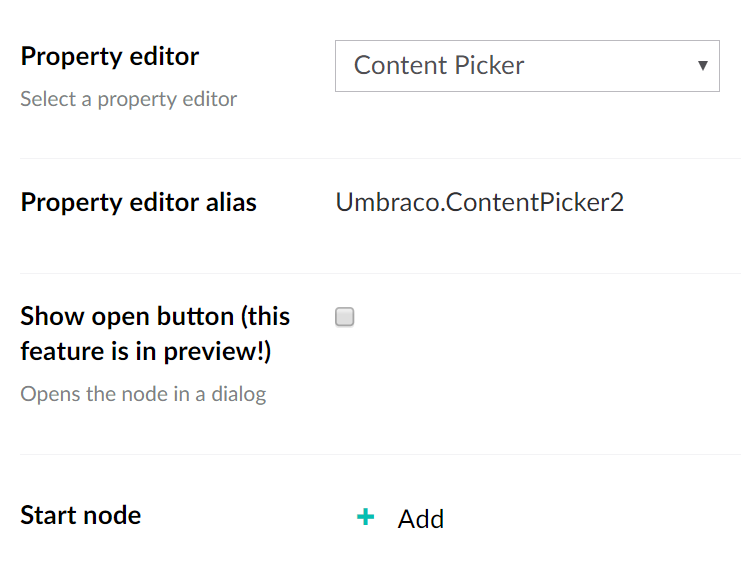 Property editor
Content Picker
Select a property editor
Property editor alias
Umbraco.ContentPicker2
Show open button (this
feature is in preview!)
Opens the node in a dialog
Start node
Add